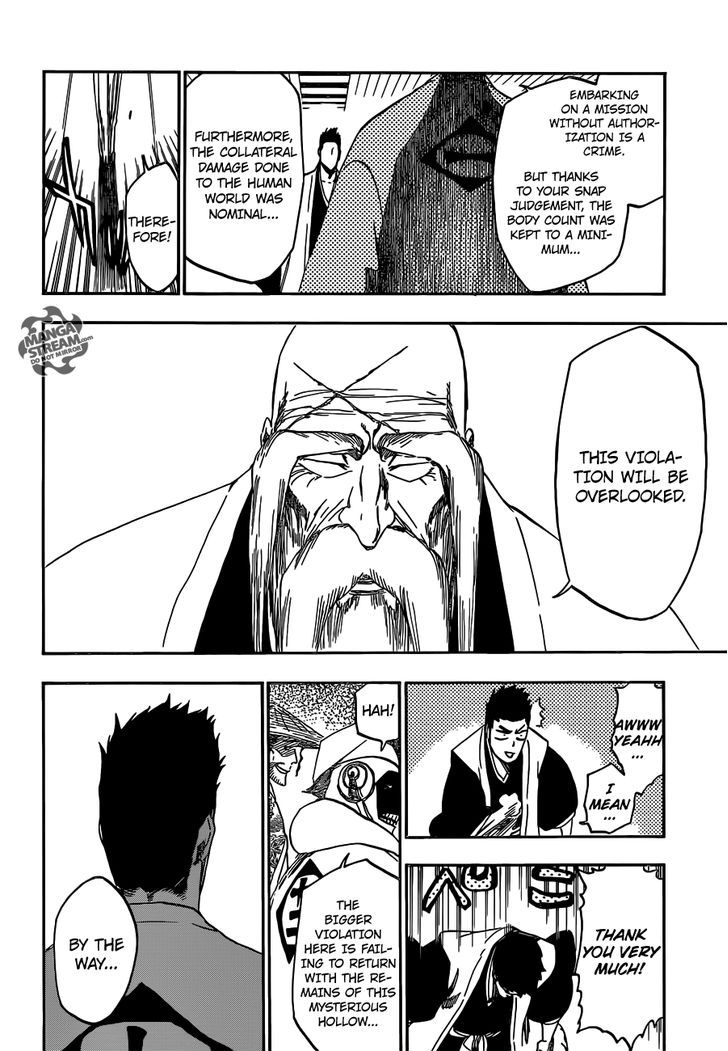 EMBARKING
ON A MISSION
WITHOUT AUTHOR-
IZATION IS A
CRIME.
BUT THANKS
TO YOUR SNAP
JUDGEMENT, THE
BODY COUNT WAS
KEPT TO A MINI-
MUM...
FURTHERMORE,
THE COLLATERAL
DAMAGE DONE
TO THE HUMAN
WORLD WAS
NOMINAL...
THERE-
FORE!
MANGA
STREAM.com
DO NOT MIRROR
THIS VIOLA-
TION WILL BE
OVERLOOKED.
AWWW
YEAHH
...
I
MEAN
...
THANK
YOU VERY
MUCH!
HAH!
THE
BIGGER
VIOLATION
HERE IS FAIL-
ING TO RETURN
WITH THE RE-
MAINS OF THIS
MYSTERIOUS
HOLLOW...
BY THE
WAY...